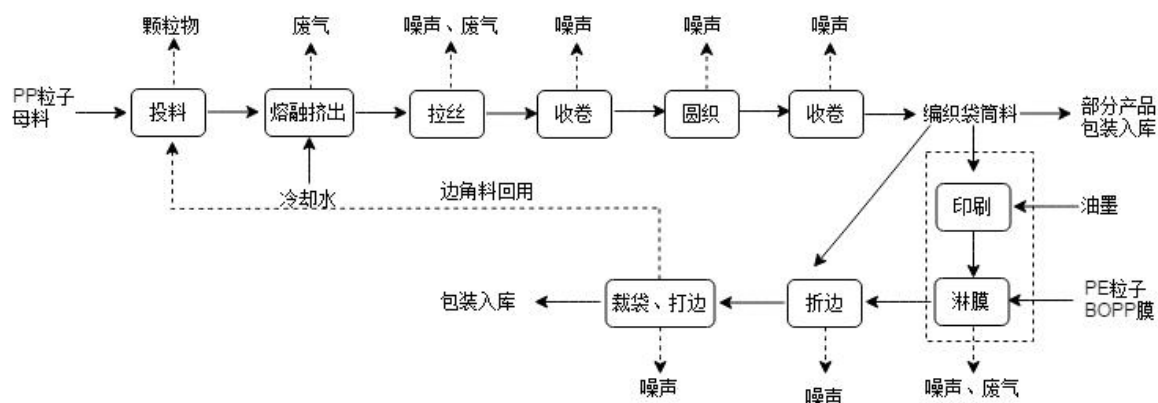 颗粒物
废气
噪声、废气
噪声
噪声
噪声
PP粒子
母料
投料
熔融挤出
拉丝
收卷
圆织
收卷
编织袋筒料
部分产品
包装入库
冷却水
边角料回用
印刷
油墨
包装入库
裁袋、打边
折边
淋膜
PE粒子
BOPP膜
噪声
噪声
噪声、废气